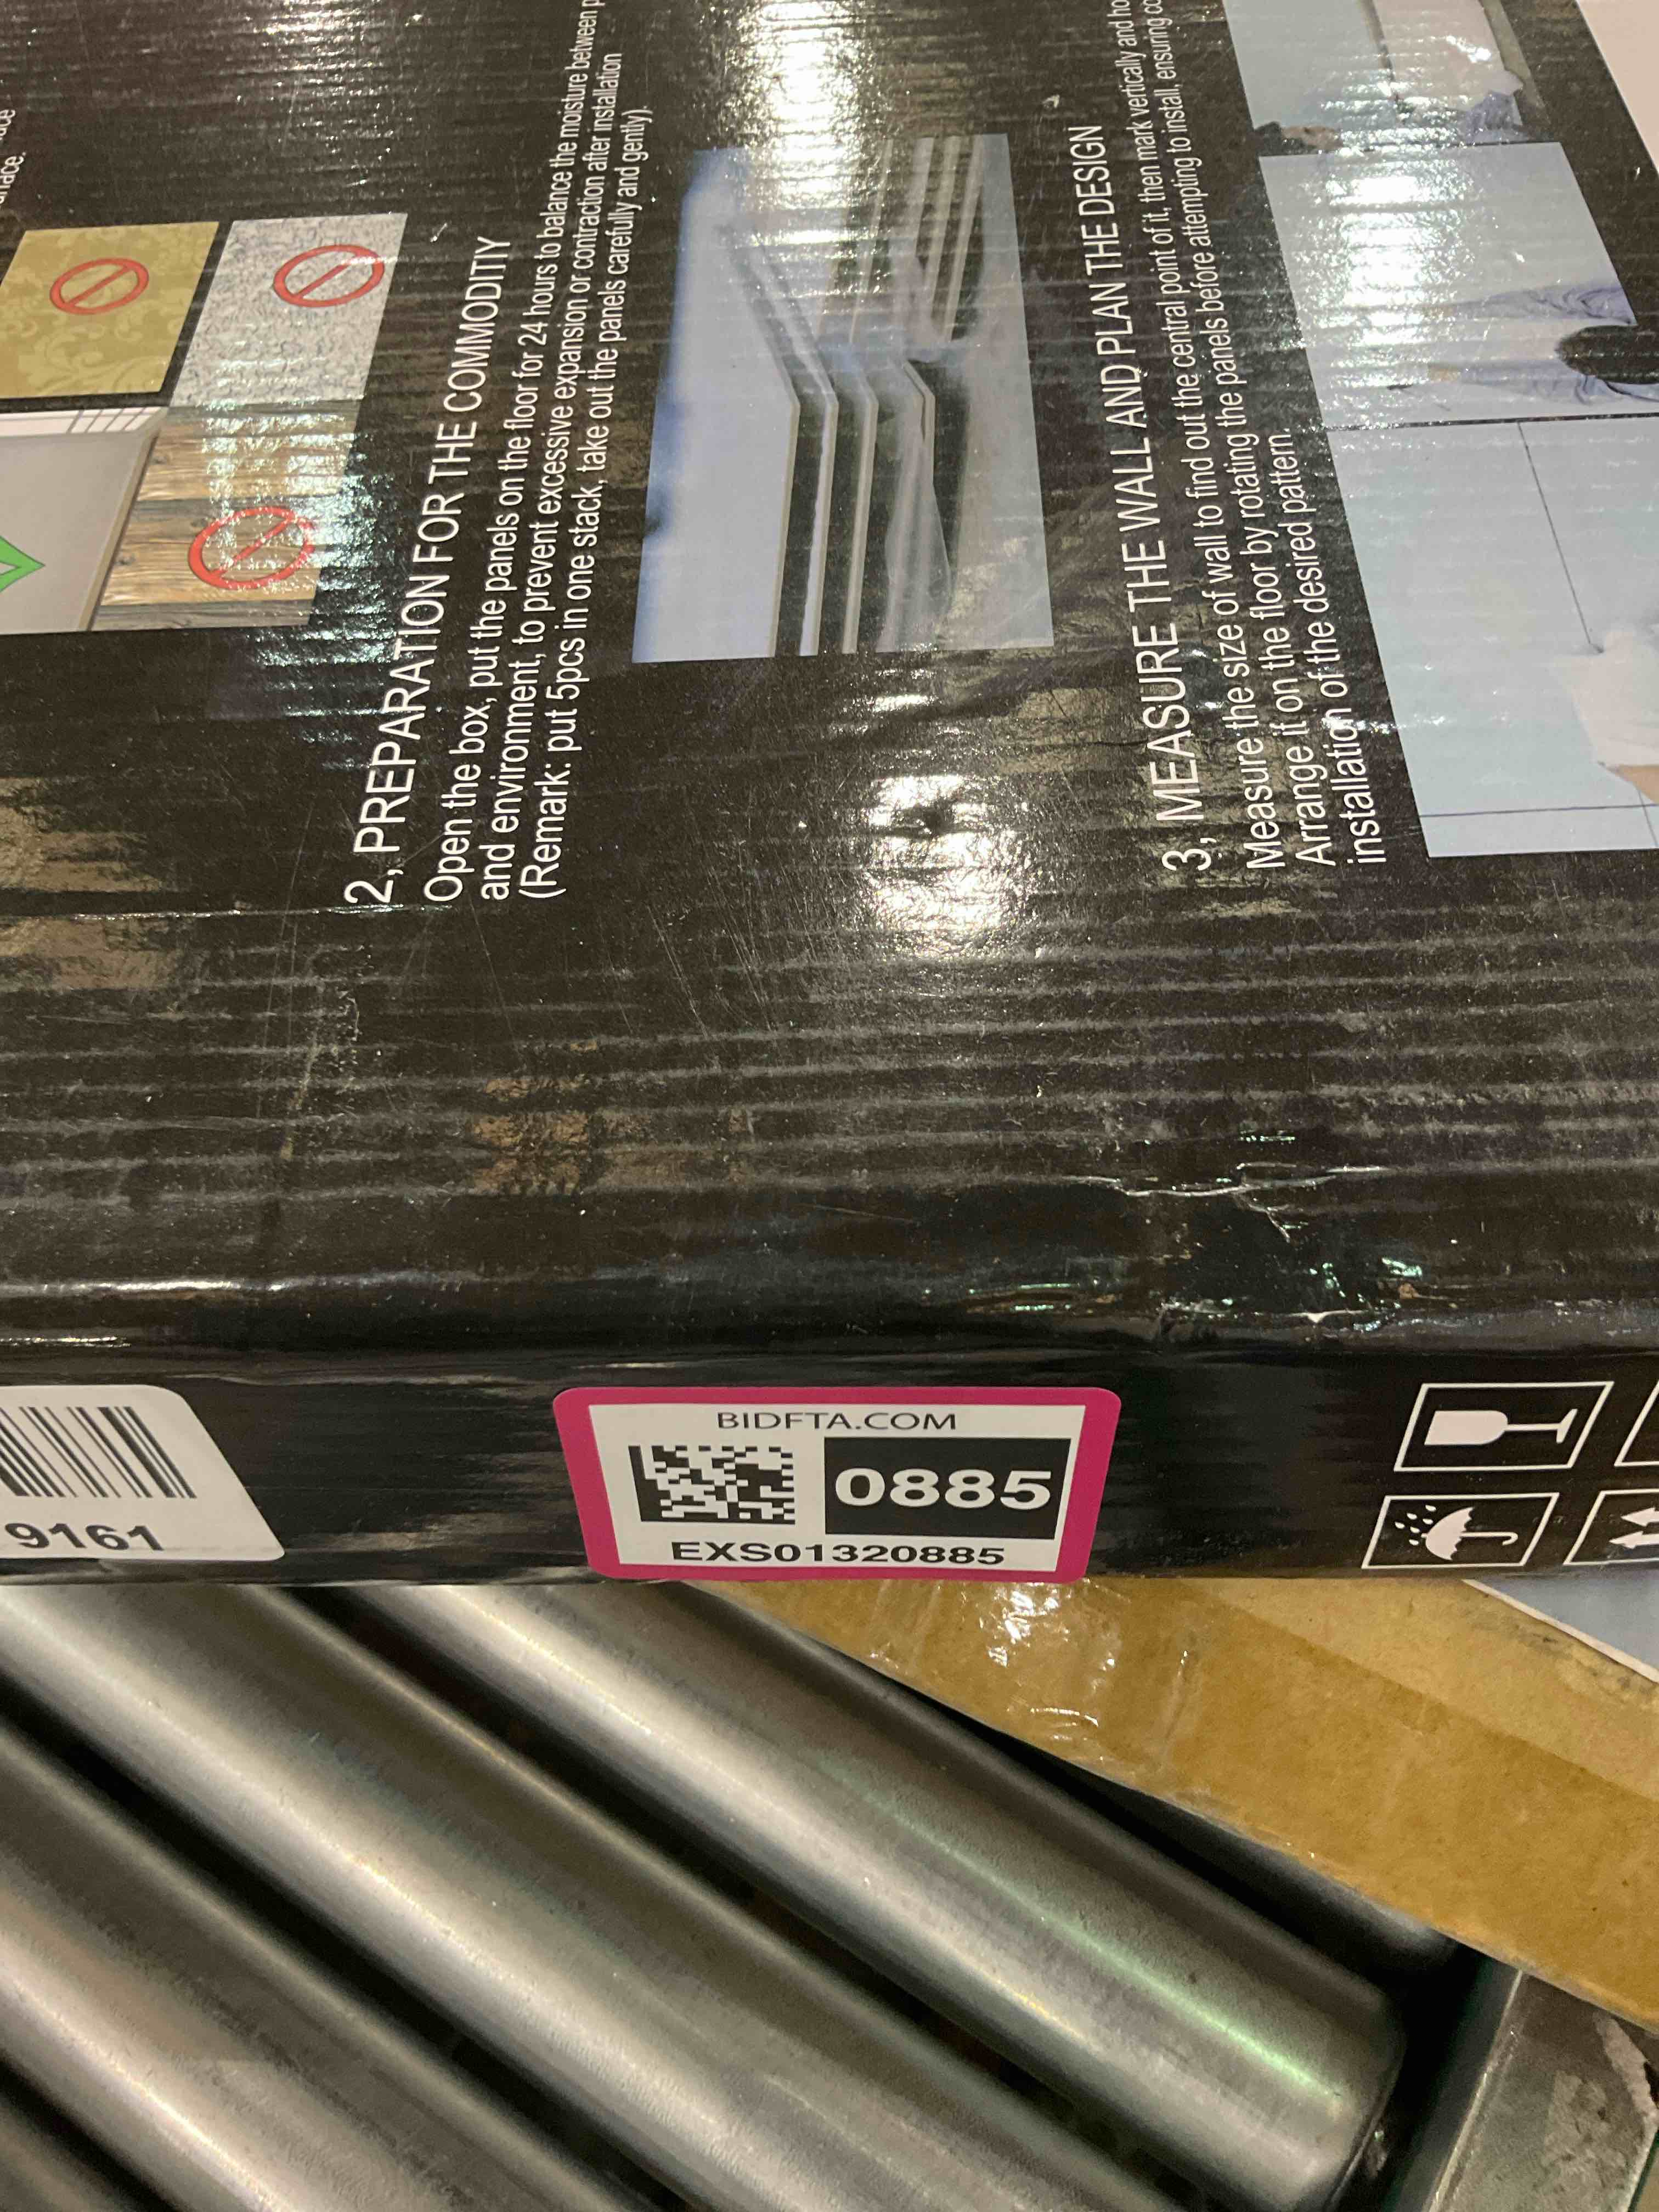 ace
urface.
2, PREPARATION FOR THE COMMODITIY
Open the box, put the panels on the floor for 24 hours to balance the moisture between
and environment, to prevent excessive expansion or contraction after installation
(Remark: put 5pcs in one stack, take out the panels carefully and gently).
3, MEASURE THE WALL AND PLAN THE DESIGN
Measure the size of wall to find out the central point of it, then mark vertically and
Arrange it on the floor by rotating the panels before attempting to install, ensuring
installation of the desired pattern.
9161
BIDFTA.COM
0885
EXS01320885